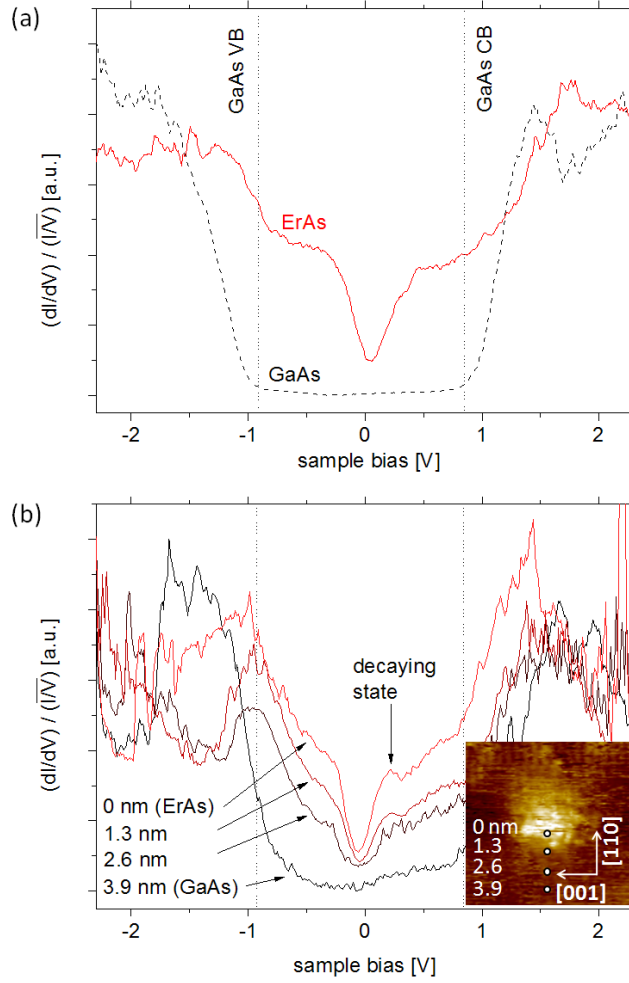 (a)
GaAs VB
GaAs CB
(dI/dV) / (I/V) [a.u.]
ErAs
GaAs
-2 -1 0 1 2
sample bias [V]
(b)
(dI/dV) / (I/V) [a.u.]
decaying
state
0 nm (ErAs)
1.3 nm
2.6 nm
3.9 nm (GaAs)
0 nm
1.3
2.6
3.9
[110]
[001]
-2 -1 0 1 2
sample bias [V]